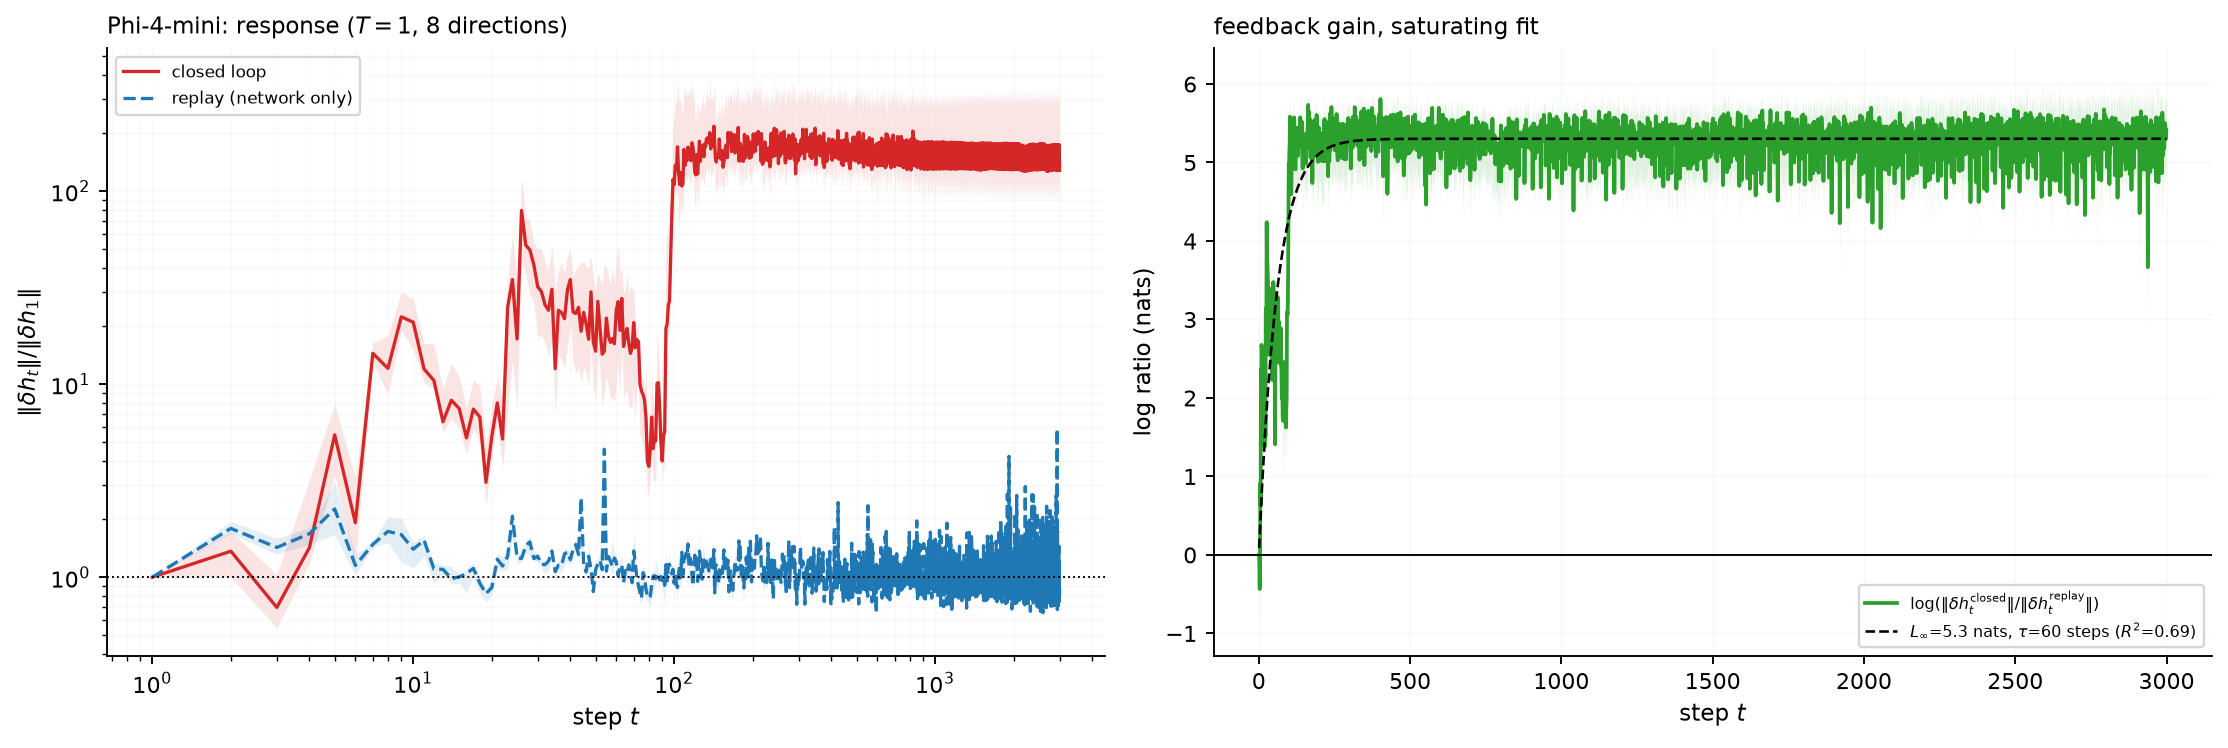 Phi-4-mini: response (T = 1, 8 directions)
closed loop
replay (network only)
‖δh_t‖/‖δh_1‖
10^2
10^1
10^0
10^0 10^1 10^2 10^3
step t
feedback gain, saturating fit
log ratio (nats)
6
5
4
3
2
1
0
−1
log(‖δh_t^closed‖/‖δh_t^replay‖)
L_∞=5.3 nats, τ=60 steps (R^2=0.69)
0 500 1000 1500 2000 2500 3000
step t